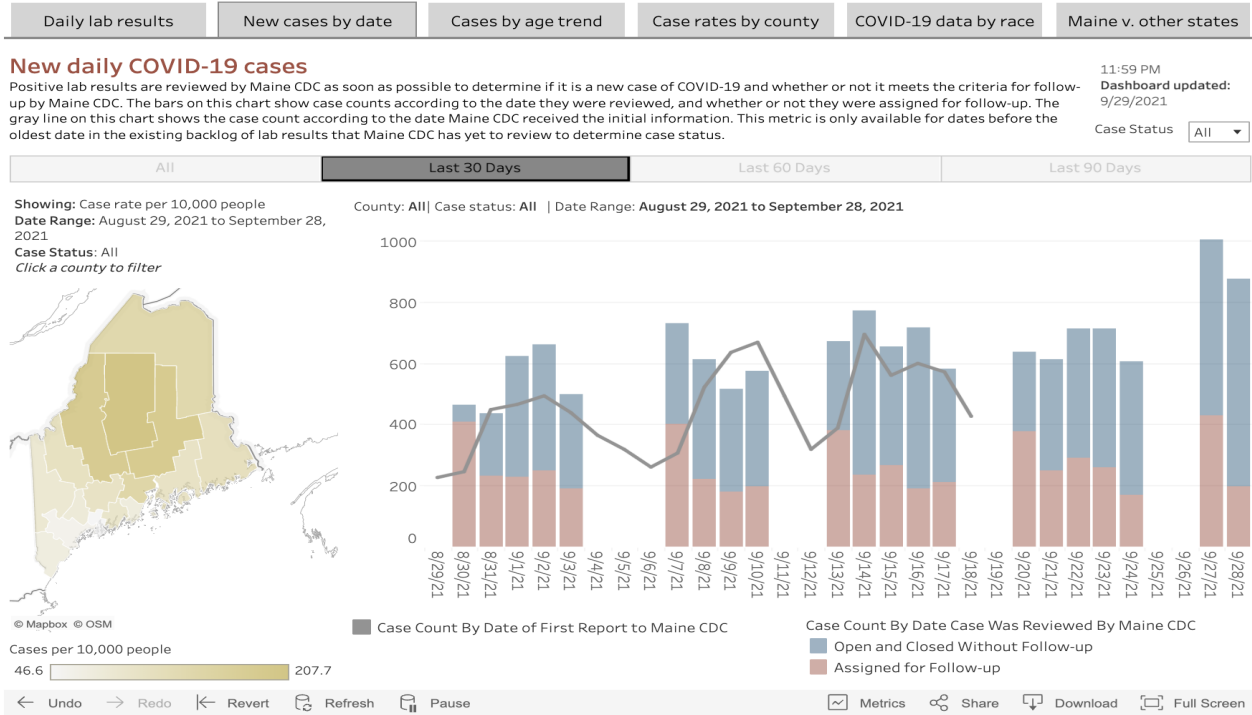 Daily lab results
New cases by date
Cases by age trend
Case rates by county
COVID-19 data by race
Maine v. other states
New daily COVID-19 cases
Positive lab results are reviewed by Maine CDC as soon as possible to determine if it is a new case of COVID-19 and whether or not it meets the criteria for follow-
up by Maine CDC. The bars on this chart show case counts according to the date they were reviewed, and whether or not they were assigned for follow-up. The
gray line on this chart shows the case count according to the date Maine CDC received the initial information. This metric is only available for dates before the
oldest date in the existing backlog of lab results that Maine CDC has yet to review to determine case status.
11:59 PM
Dashboard updated:
9/29/2021
Case Status All
All
Last 30 Days
Last 60 Days
Last 90 Days
Showing: Case rate per 10,000 people
Date Range: August 29, 2021 to September 28,
2021
Case Status: All
Click a county to filter
© Mapbox © OSM
Cases per 10,000 people
46.6 207.7
County: All| Case status: All | Date Range: August 29, 2021 to September 28, 2021
1000
800
600
400
200
0
8/29/21
8/30/21
8/31/21
9/1/21
9/2/21
9/3/21
9/4/21
9/5/21
9/6/21
9/7/21
9/8/21
9/9/21
9/10/21
9/11/21
9/12/21
9/13/21
9/14/21
9/15/21
9/16/21
9/17/21
9/18/21
9/19/21
9/20/21
9/21/21
9/22/21
9/23/21
9/24/21
9/25/21
9/26/21
9/27/21
9/28/21
Case Count By Date of First Report to Maine CDC
Case Count By Date Case Was Reviewed By Maine CDC
Open and Closed Without Follow-up
Assigned for Follow-up
Undo
Redo
Revert
Refresh
Pause
Metrics
Share
Download
Full Screen